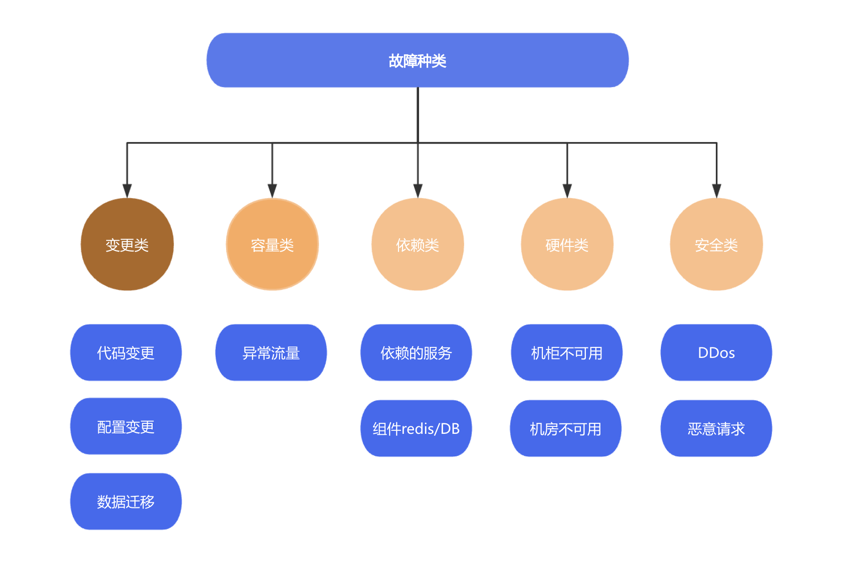 故障种类
变更类
容量类
依赖类
硬件类
安全类
代码变更
异常流量
依赖的服务
机柜不可用
DDos
配置变更
组件redis/DB
机房不可用
恶意请求
数据迁移